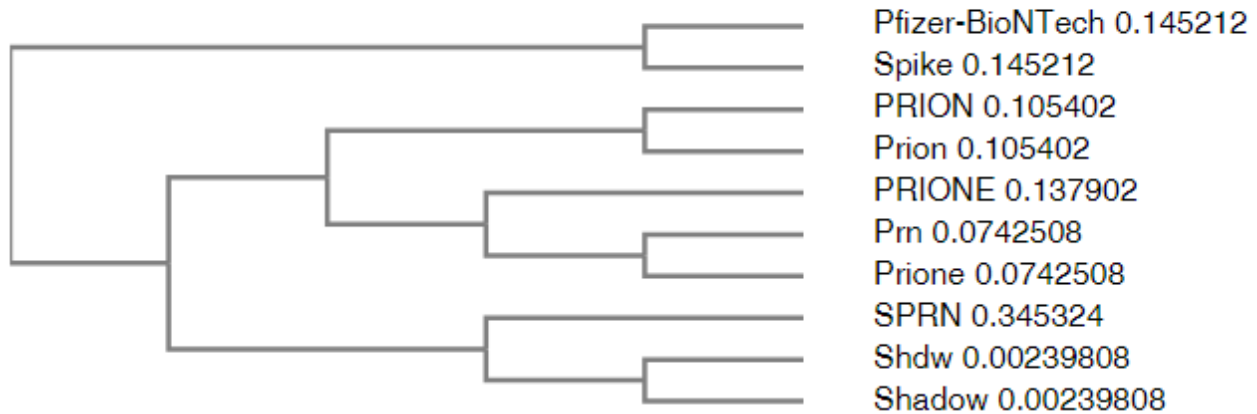 Pfizer-BioNTech 0.145212
Spike 0.145212
PRION 0.105402
Prion 0.105402
PRIONE 0.137902
Prn 0.0742508
Prione 0.0742508
SPRN 0.345324
Shdw 0.00239808
Shadow 0.00239808